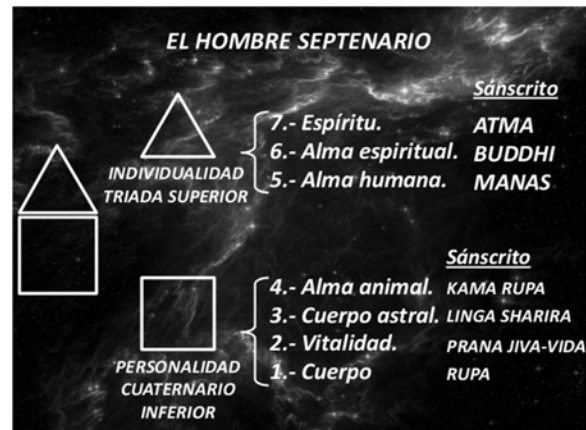 EL HOMBRE SEPTENARIO
Sánscrito
7.- Espíritu. ATMA
6.- Alma espiritual. BUDDHI
5.- Alma humana. MANAS
INDIVIDUALIDAD
TRIADA SUPERIOR
Sánscrito
4.- Alma animal. KAMA RUPA
3.- Cuerpo astral. LINGA SHARIRA
2.- Vitalidad. PRANA JIVA-VIDA
1.- Cuerpo RUPA
PERSONALIDAD
CUATERNARIO
INFERIOR